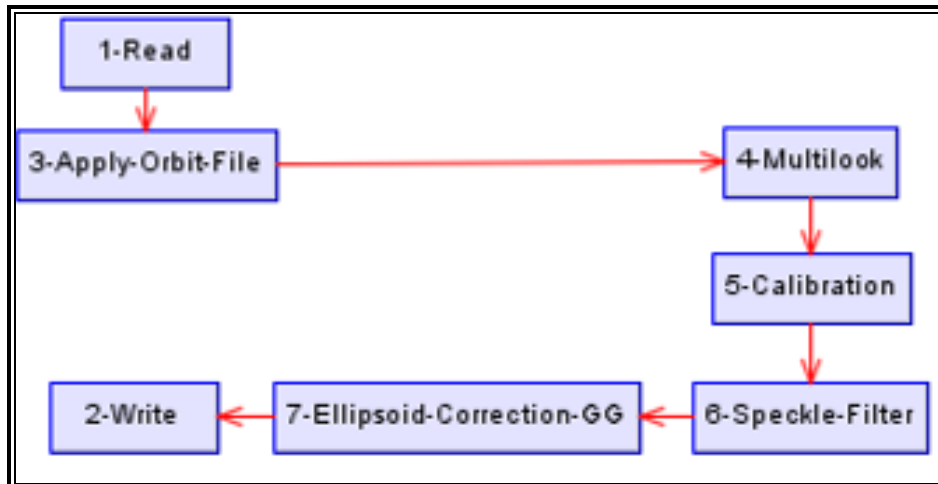 1-Read
3-Apply-Orbit-File
4-Multilook
5-Calibration
2-Write
7-Ellipsoid-Correction-GG
6-Speckle-Filter